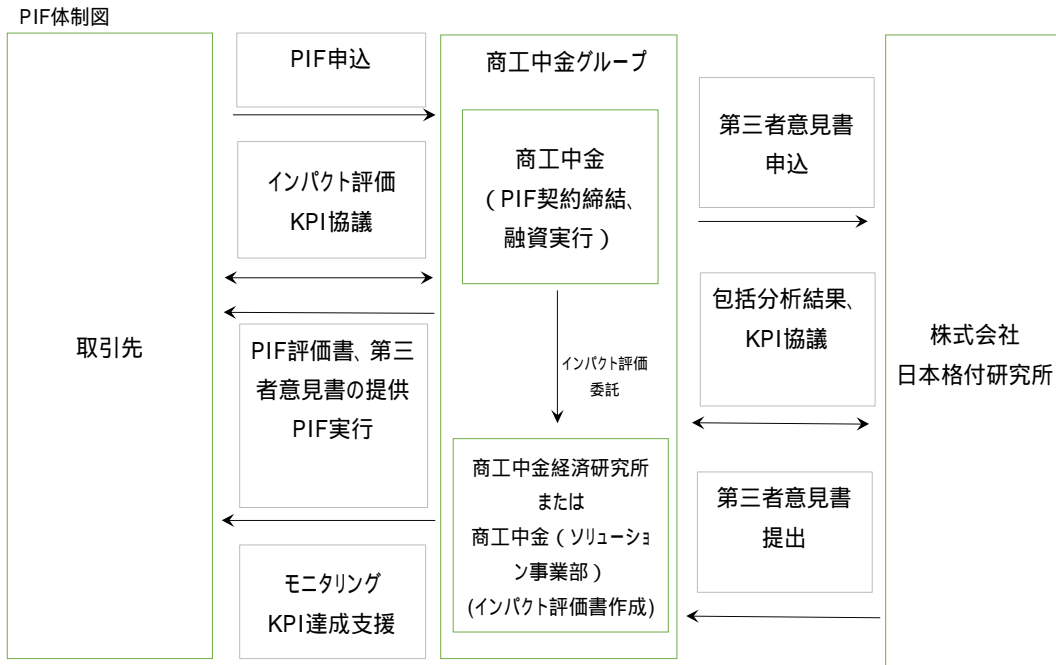 PIF体制図
取引先
PIF申込
インパクト評価
KPI協議
PIF評価書、第三
者意見書の提供
PIF実行
モニタリング
KPI達成支援
商工中金グループ
商工中金
（PIF契約締結、
融資実行）
インパクト評価
委託
商工中金経済研究所
または
商工中金（ソリューショ
ン事業部）
(インパクト評価書作成)
第三者意見書
申込
包括分析結果、
KPI協議
第三者意見書
提出
株式会社
日本格付研究所